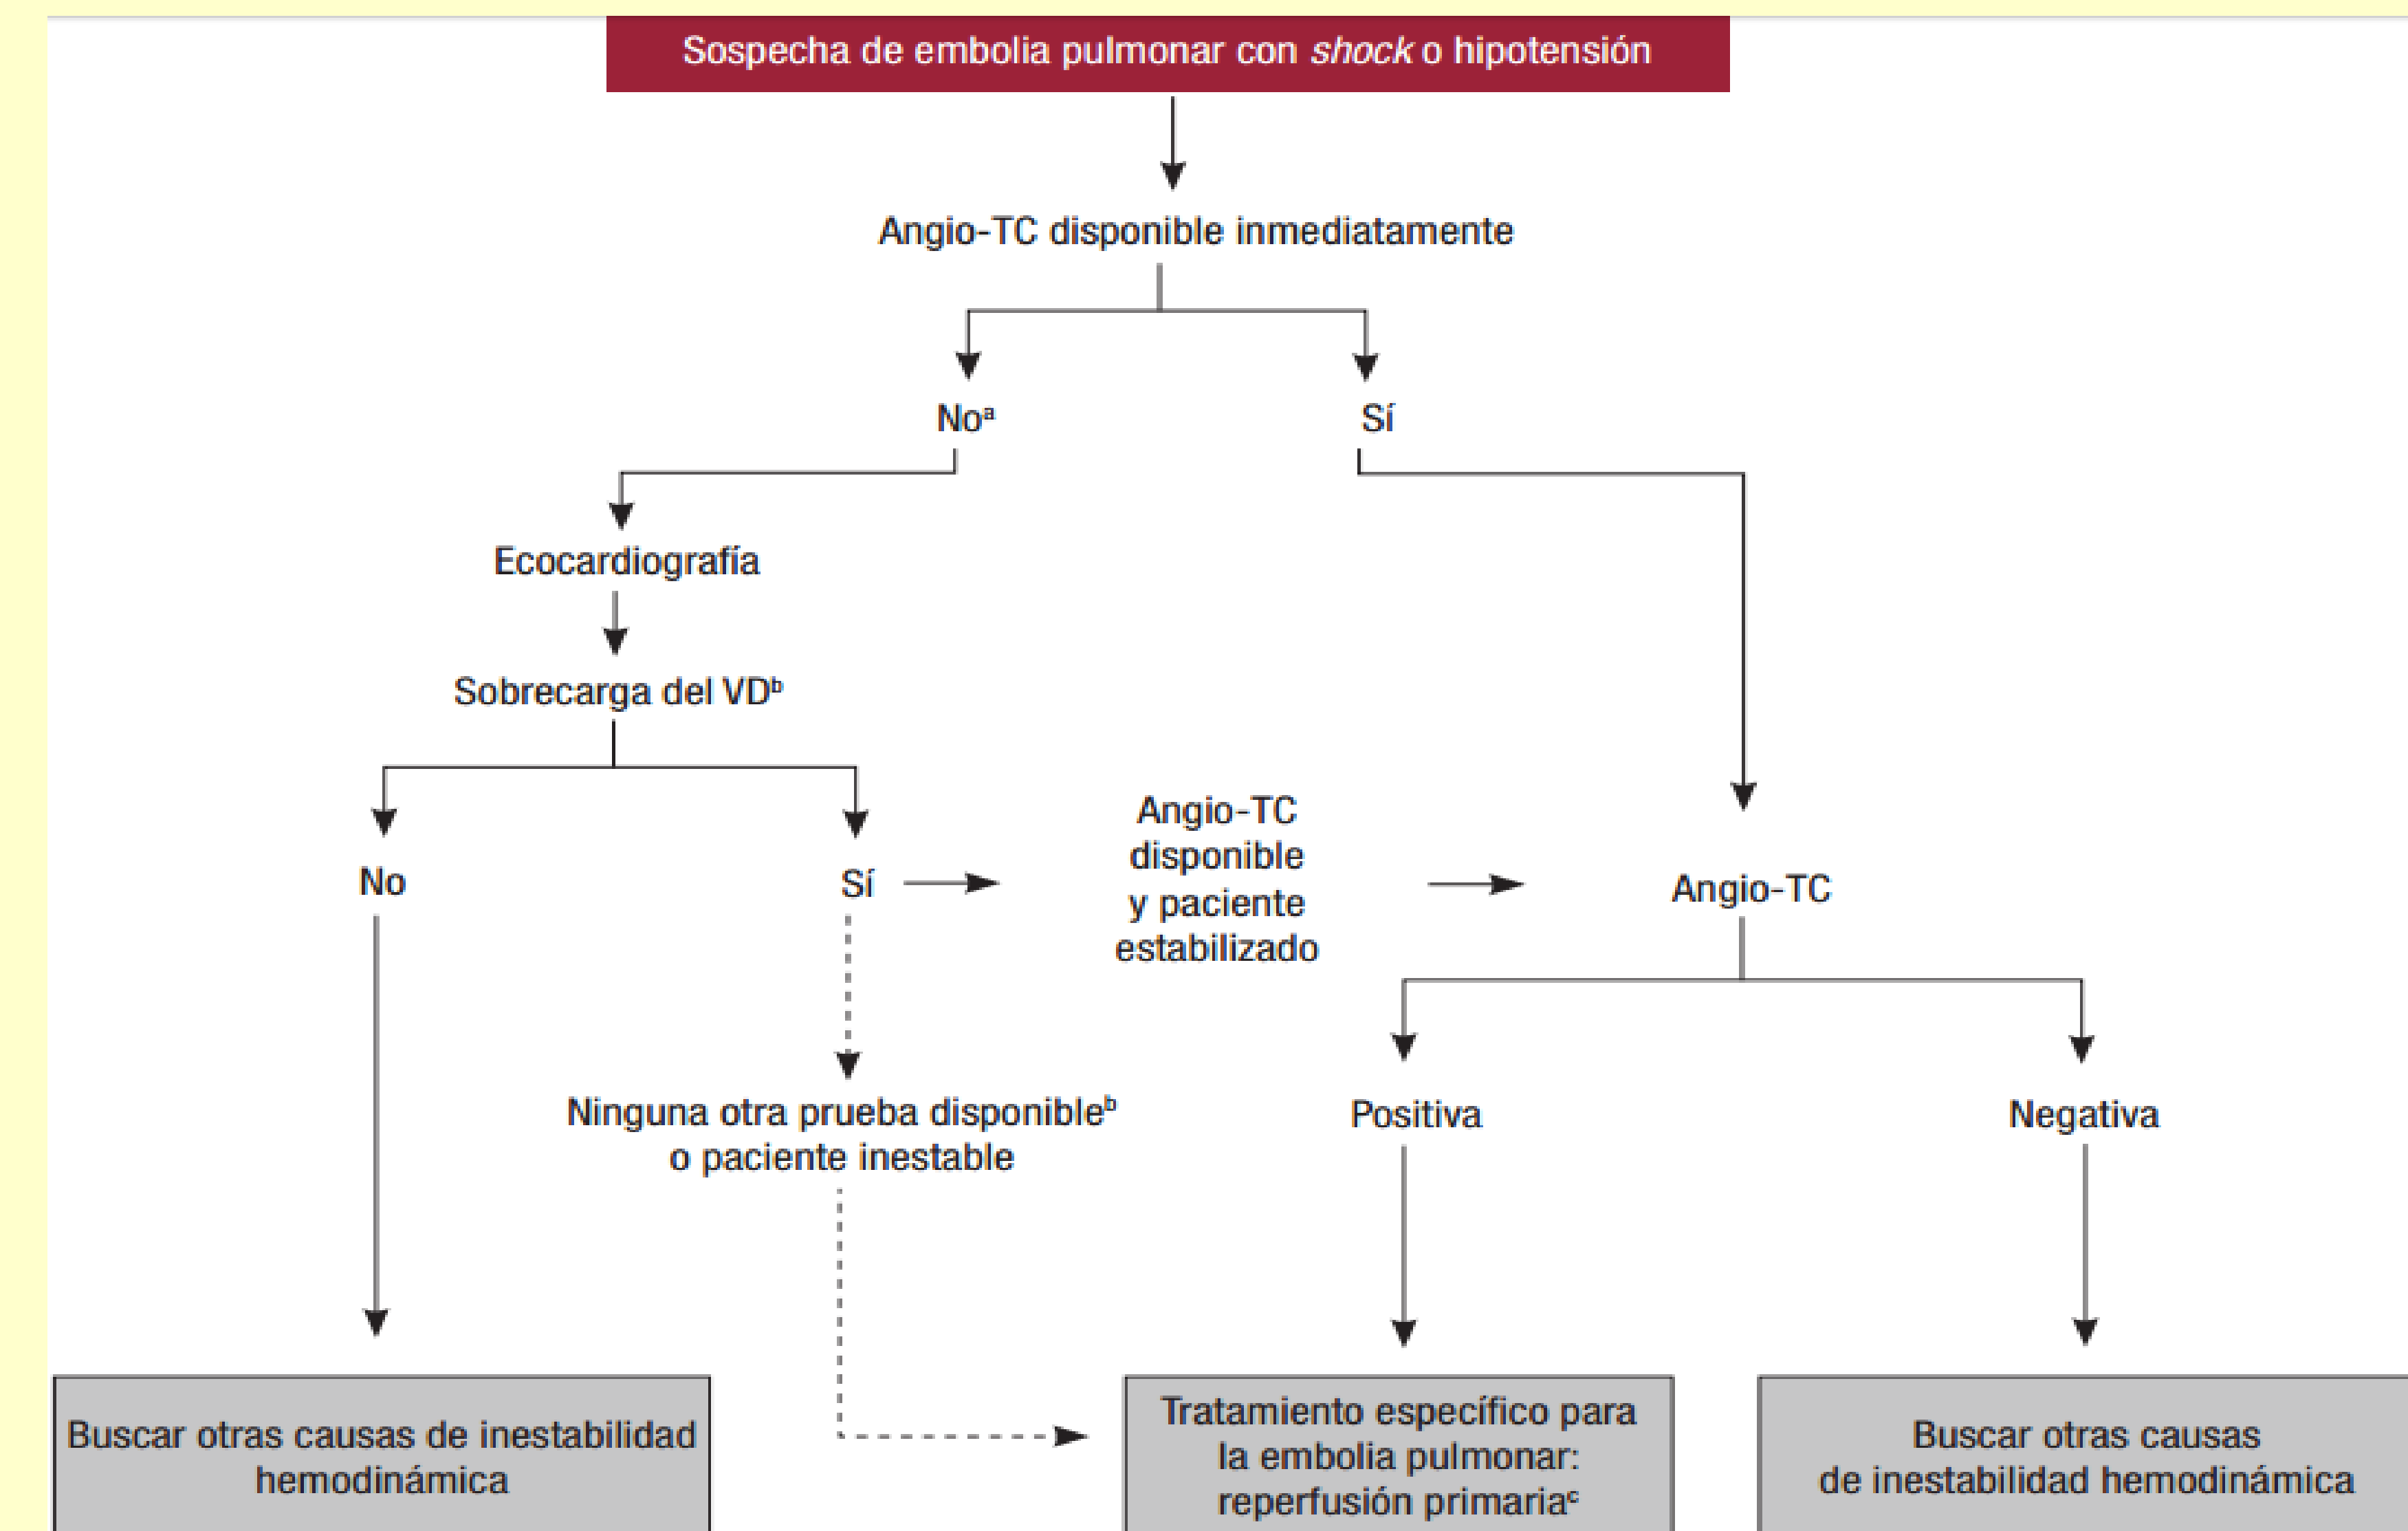 Sospecha de embolia pulmonar con shock o hipotensión
Angio-TC disponible inmediatamente
Noᵃ
Sí
Ecocardiografía
Sobrecarga del VDᵇ
No
Sí
Angio-TC
disponible
y paciente
estabilizado
Angio-TC
Ninguna otra prueba disponibleᵇ
o paciente inestable
Positiva
Negativa
Buscar otras causas de inestabilidad
hemodinámica
Tratamiento específico para
la embolia pulmonar:
reperfusión primariaᶜ
Buscar otras causas
de inestabilidad hemodinámica